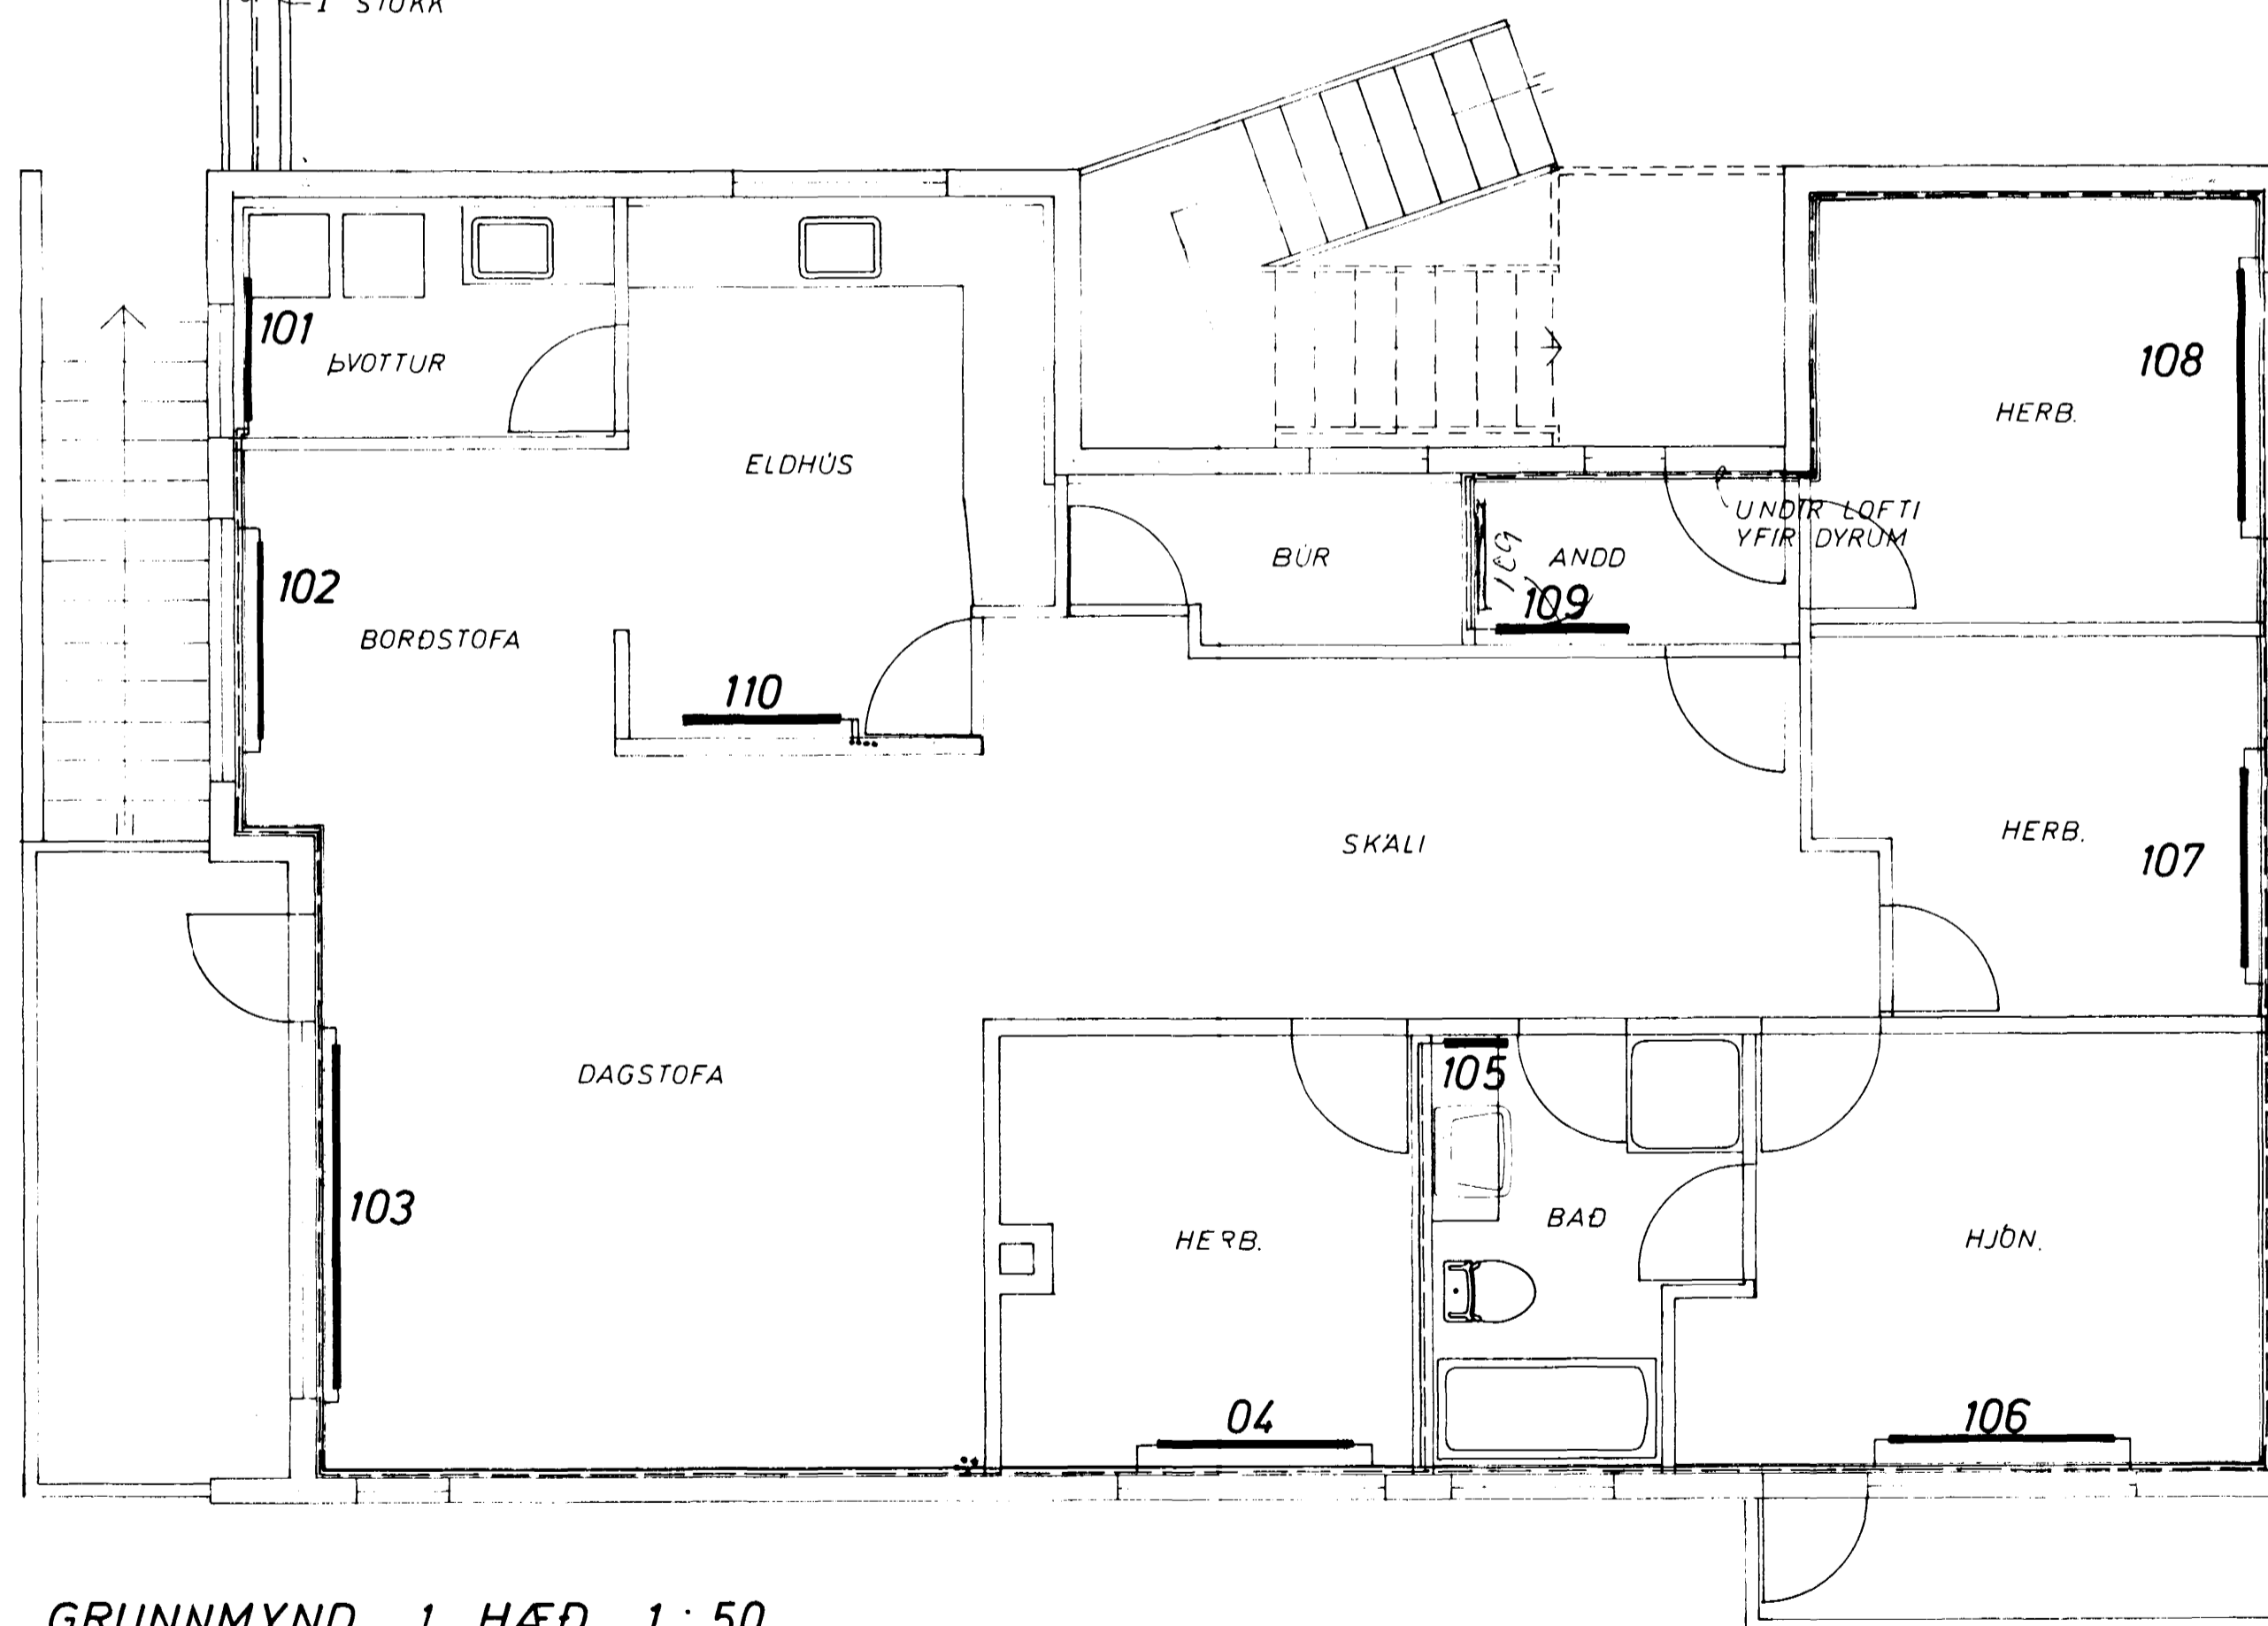 Í STOKK
101
ÞVOTTUR
108
HERB.
ELDHÚS
UNDIR LOFTI
YFIR DYRUM
BÚR
ANDD
109
102
BORÐSTOFA
110
SKÁLI
HERB.
107
DAGSTOFA
105
103
HERB.
BAÐ
HJÓN.
04
106
GRUNNMYND 1 HÆÐ 1:50